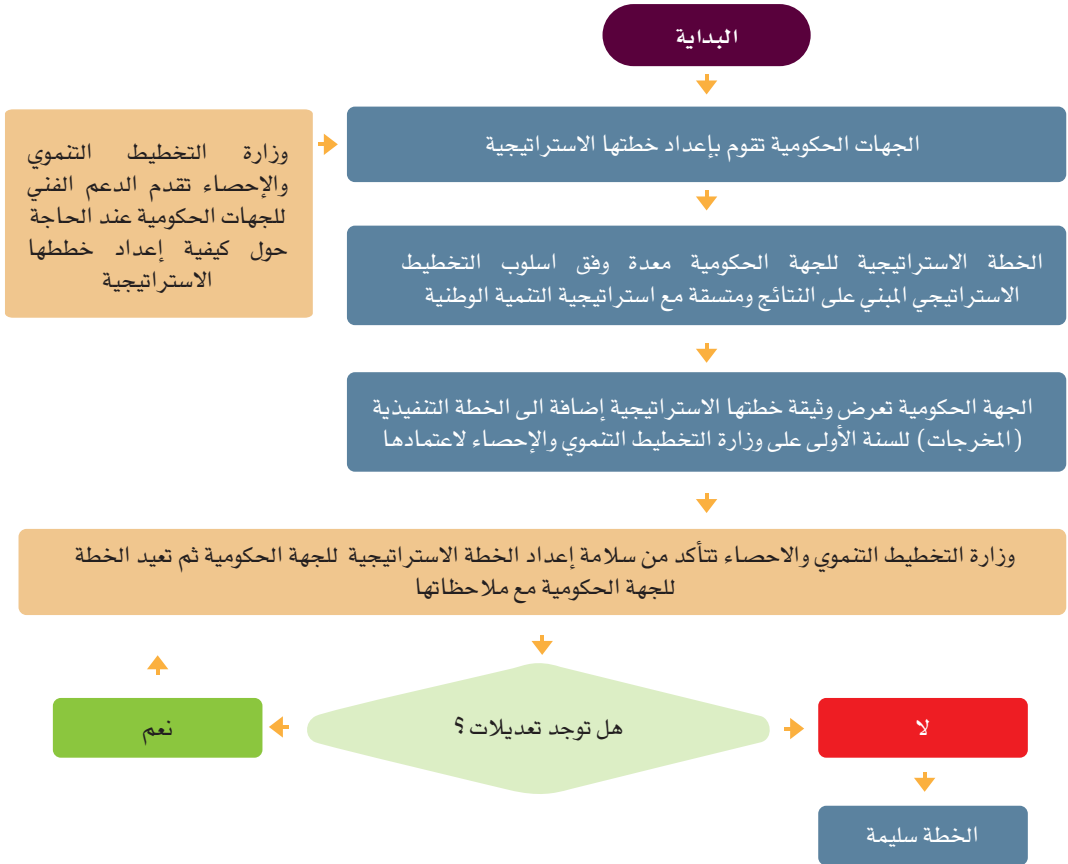 البداية
الجهات الحكومية تقوم بإعداد خطتها الاستراتيجية
وزارة التخطيط التنموي
والإحصاء تقدم الدعم الفني
للجهات الحكومية عند الحاجة
حول كيفية إعداد خططها
الاستراتيجية
الخطة الاستراتيجية للجهة الحكومية معدة وفق اسلوب التخطيط
الاستراتيجي المبني على النتائج ومتسقة مع استراتيجية التنمية الوطنية
الجهة الحكومية تعرض وثيقة خطتها الاستراتيجية إضافة الى الخطة التنفيذية
(المخرجات) للسنة الأولى على وزارة التخطيط التنموي والإحصاء لاعتمادها
وزارة التخطيط التنموي والاحصاء تتأكد من سلامة إعداد الخطة الاستراتيجية للجهة الحكومية ثم تعيد الخطة
للجهة الحكومية مع ملاحظاتها
هل توجد تعديلات ؟
لا
نعم
الخطة سليمة